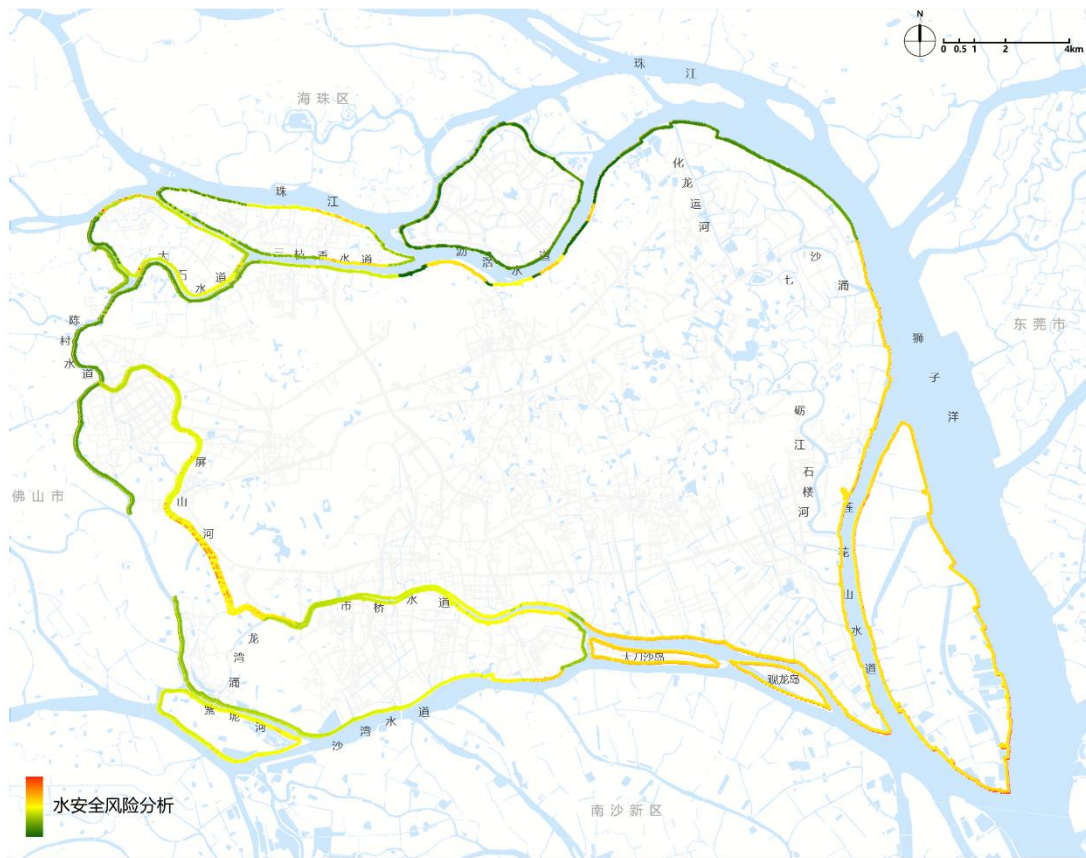 N
0 0.5 1 2 4km
珠江
海珠区
化龙运河
珠江
沥滘水道
三枝香水道
大石水道
七沙涌
狮子洋
东莞市
陈村水道
砺江
石楼河
佛山市
屏山河
莲花山水道
市桥水道
龙湾涌
大刀沙岛
观龙岛
紫坭河
沙湾水道
水安全风险分析
南沙新区